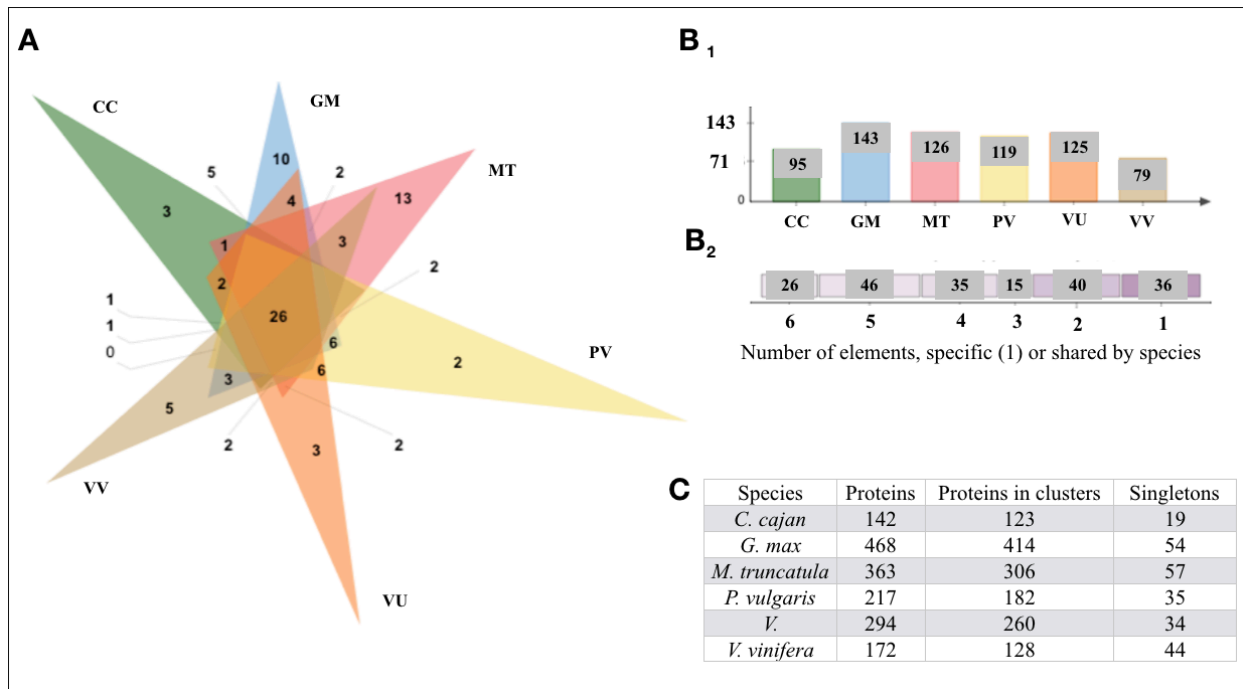 A
CC
GM
MT
5
10
2
3
4
13
1
3
2
2
1
26
1
6
PV
0
2
3
6
5
2
3
2
VV
VU
B 1
143
71
0
95
143
126
119
125
79
CC GM MT PV VU VV
B 2
26 46 35 15 40 36
6 5 4 3 2 1
Number of elements, specific (1) or shared by species
C
Species Proteins Proteins in clusters Singletons
C. cajan 142 123 19
G. max 468 414 54
M. truncatula 363 306 57
P. vulgaris 217 182 35
V. 294 260 34
V. vinifera 172 128 44